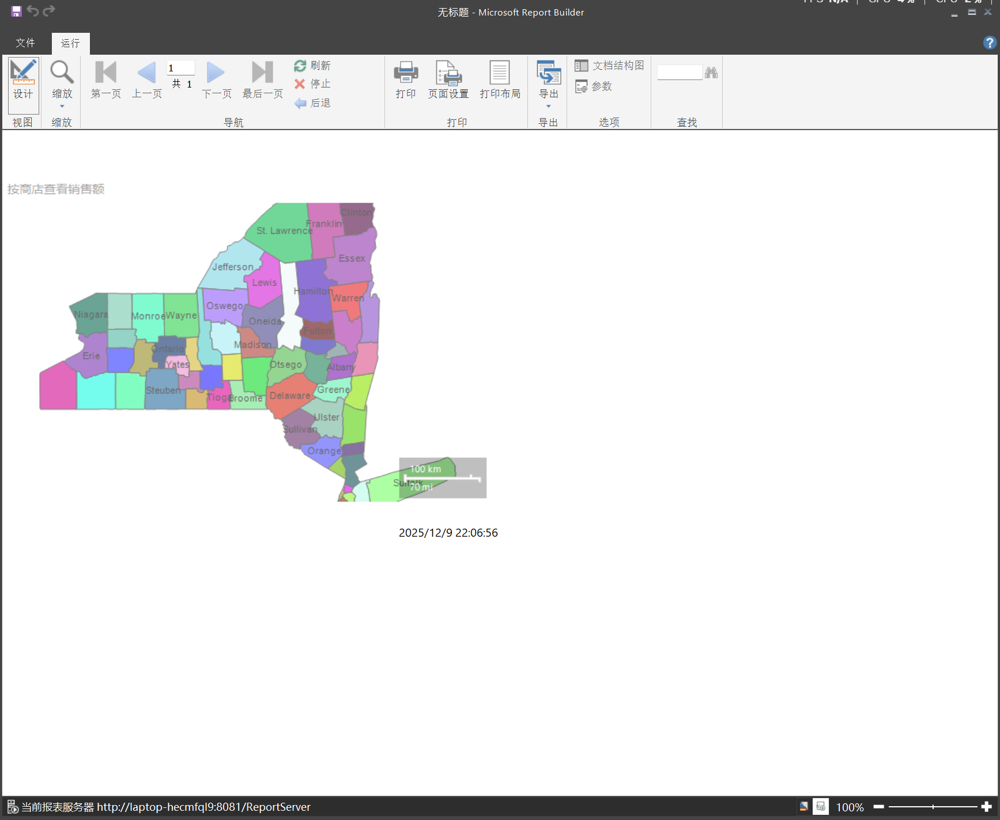 无标题 - Microsoft Report Builder
文件 运行
设计
视图
缩放
缩放
第一页 上一页 1 下一页 最后一页
共 1
刷新
停止
后退
导航
打印 页面设置 打印布局
打印
导出
导出
文档结构图
参数
选项
查找
按商店查看销售额
Clinton
Franklin
St. Lawrence
Essex
Jefferson
Lewis
Hamilton
Warren
Oswego
Niagara
Monroe
Wayne
Oneida
Fulton
Madison
Ontario
Erie
Yates
Otsego
Albany
Steuben
Greene
Delaware
Tioga
Broome
Ulster
Sullivan
Orange
100 km
Suffolk
70 mi
2025/12/9 22:06:56
当前报表服务器 http://laptop-hecmfql9:8081/ReportServer
100%